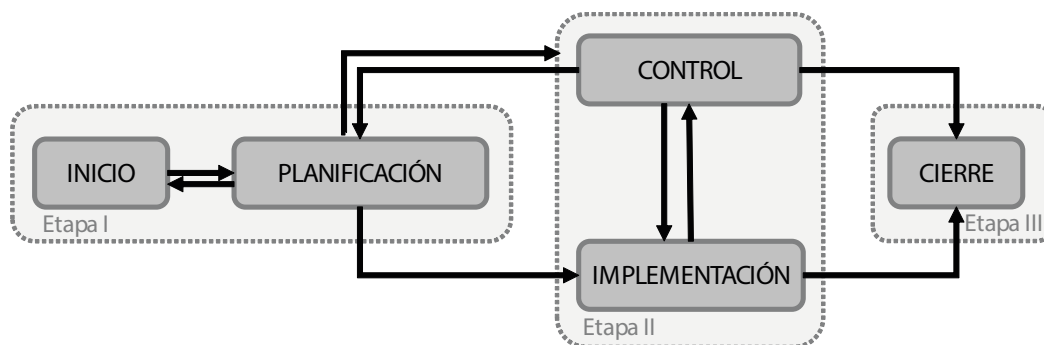 CONTROL
INICIO
PLANIFICACIÓN
CIERRE
Etapa I
Etapa III
IMPLEMENTACIÓN
Etapa II